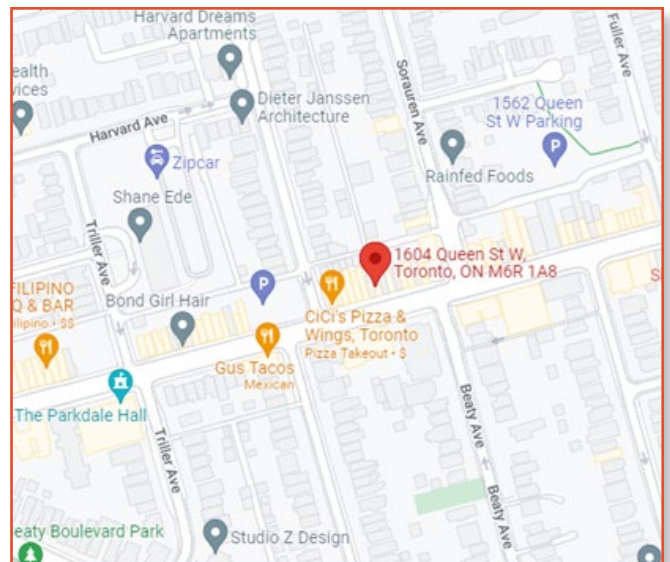 Harvard Dreams
Apartments
ealth
vices
Dieter Janssen
Architecture
Harvard Ave
Sorauren Ave
Fuller Ave
1562 Queen
St W Parking
P
Zipcar
Rainfed Foods
Shane Ede
Triller Ave
1604 Queen St W,
Toronto, ON M6R 1A8
S
FILIPINO
Q & BAR
ilipino • $$
P
Bond Girl Hair
CiCi's Pizza &
Wings, Toronto
Pizza Takeout • $
Gus Tacos
Mexican
The Parkdale Hall
Triller Ave
Beaty Ave
Beaty Ave
eaty Boulevard Park
Studio Z Design